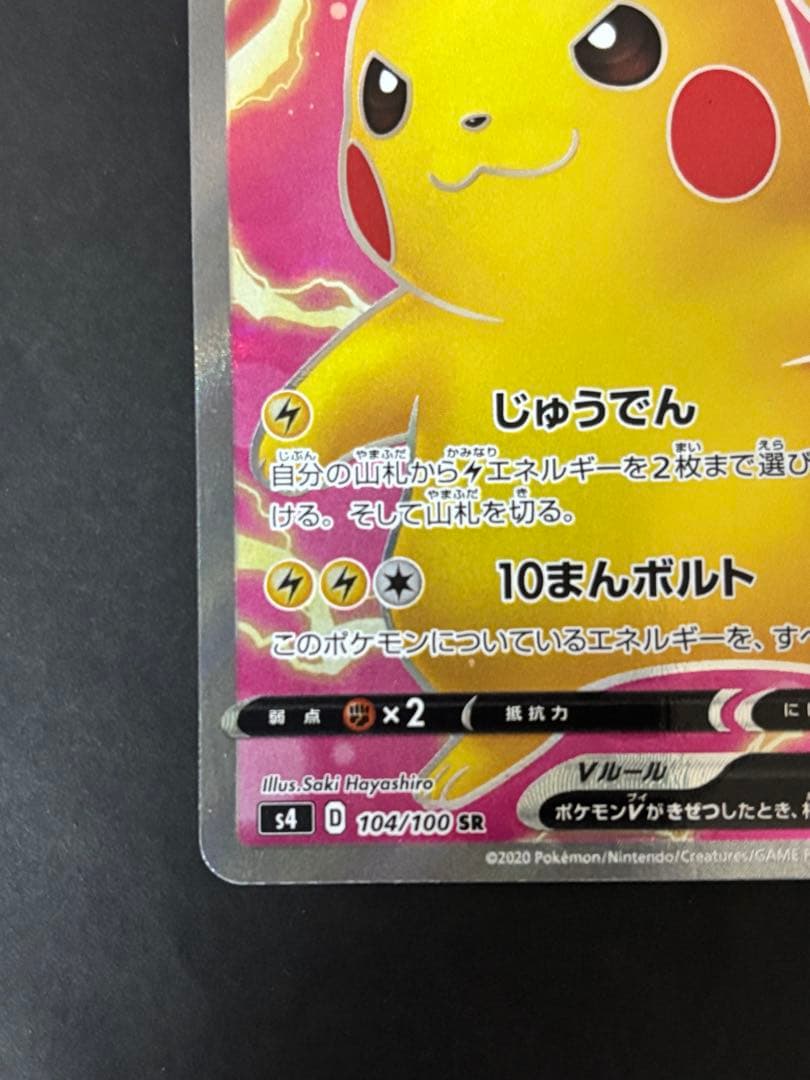 じゅうでん
自分の山札からエネルギーを2枚まで選び
ける。そして山札を切る。
10まんボルト
このポケモンについているエネルギーを、すべ
弱点 ×2 抵抗力 にに
Vルール
Illus. Saki Hayashiro
ポケモンVがきぜつしたとき、相
s4 D 104/100 SR
©2020 Pokémon/Nintendo/Creatures/GAME F